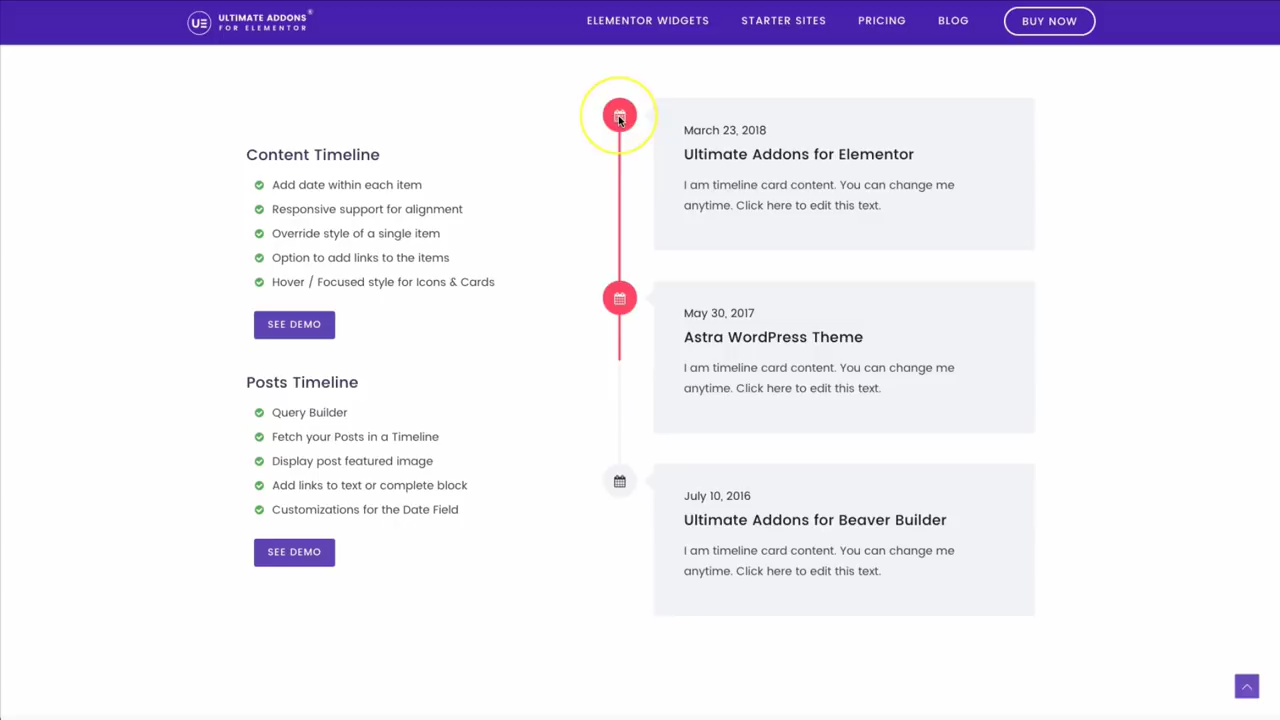 UE ULTIMATE ADDONS®
FOR ELEMENTOR
ELEMENTOR WIDGETS
STARTER SITES
PRICING
BLOG
BUY NOW
Content Timeline
Add date within each item
Responsive support for alignment
Override style of a single item
Option to add links to the items
Hover / Focused style for Icons & Cards
SEE DEMO
Posts Timeline
Query Builder
Fetch your Posts in a Timeline
Display post featured image
Add links to text or complete block
Customizations for the Date Field
SEE DEMO
March 23, 2018
Ultimate Addons for Elementor
I am timeline card content. You can change me
anytime. Click here to edit this text.
May 30, 2017
Astra WordPress Theme
I am timeline card content. You can change me
anytime. Click here to edit this text.
July 10, 2016
Ultimate Addons for Beaver Builder
I am timeline card content. You can change me
anytime. Click here to edit this text.